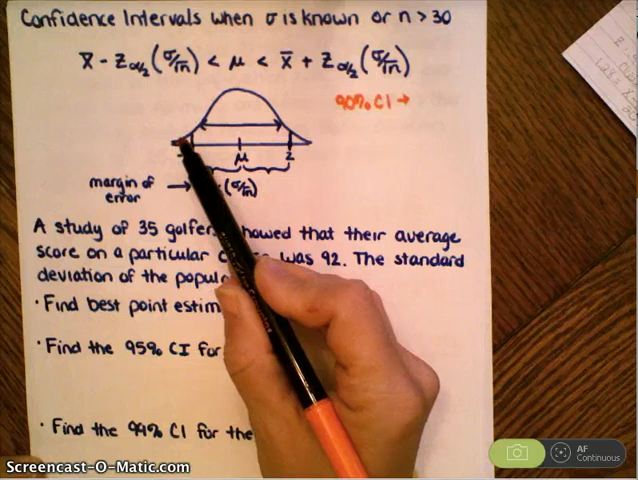 Confidence Intervals when σ is known or n > 30
x̄ - zα/2 (σ/√n) < μ < x̄ + zα/2 (σ/√n)
90% CI →
μ z
margin of error → (σ/√n)
A study of 35 golfers showed that their average
score on a particular was 92. The standard
deviation of the
• Find best point
• Find the 95% CI for
• Find the 99% CI for the
AF
Continuous
Screencast-O-Matic.com